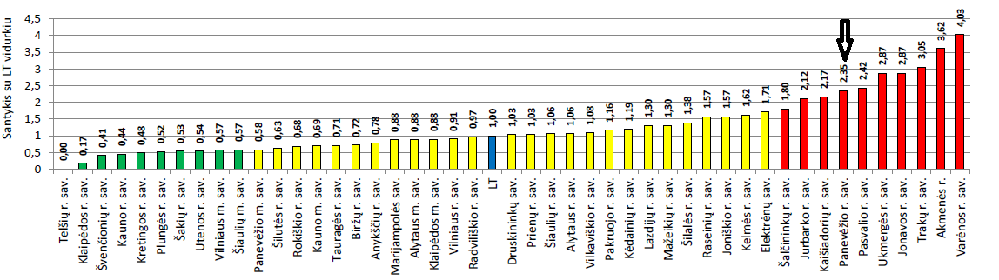 Santykis su LT vidurkiu
4,5
4
3,5
3
2,5
2
1,5
1
0,5
0
0,00
0,17
0,41
0,44
0,48
0,52
0,53
0,54
0,57
0,57
0,58
0,63
0,68
0,69
0,71
0,72
0,78
0,88
0,88
0,88
0,91
0,97
1,00
1,03
1,03
1,06
1,06
1,08
1,16
1,19
1,30
1,30
1,38
1,57
1,57
1,62
1,71
1,80
2,12
2,17
2,35
2,42
2,87
2,87
3,05
3,62
4,03
Telšių r. sav.
Klaipėdos r. sav.
Švenčionių r. sav.
Kauno r. sav.
Kretingos r. sav.
Plungės r. sav.
Šakių r. sav.
Utenos r. sav.
Vilniaus m. sav.
Šiaulių m. sav.
Panevėžio m. sav.
Šilutės r. sav.
Rokiškio r. sav.
Kauno m. sav.
Tauragės r. sav.
Biržų r. sav.
Anykščių r. sav.
Marijampolės sav.
Alytaus m. sav.
Klaipėdos m. sav.
Vilniaus r. sav.
Radviliškio r. sav.
LT
Druskininkų sav.
Prienų r. sav.
Šiaulių r. sav.
Alytaus r. sav.
Vilkaviškio r. sav.
Pakruojo r. sav.
Kėdainių r. sav.
Lazdijų r. sav.
Mažeikių r. sav.
Šilalės r. sav.
Raseinių r. sav.
Joniškio r. sav.
Kelmės r. sav.
Elektrėnų sav.
Šalčininkų r. sav.
Jurbarko r. sav.
Kaišiadorių r. sav.
Panevėžio r. sav.
Pasvalio r. sav.
Ukmergės r. sav.
Jonavos r. sav.
Trakų r. sav.
Akmenės r.
Varėnos r. sav.